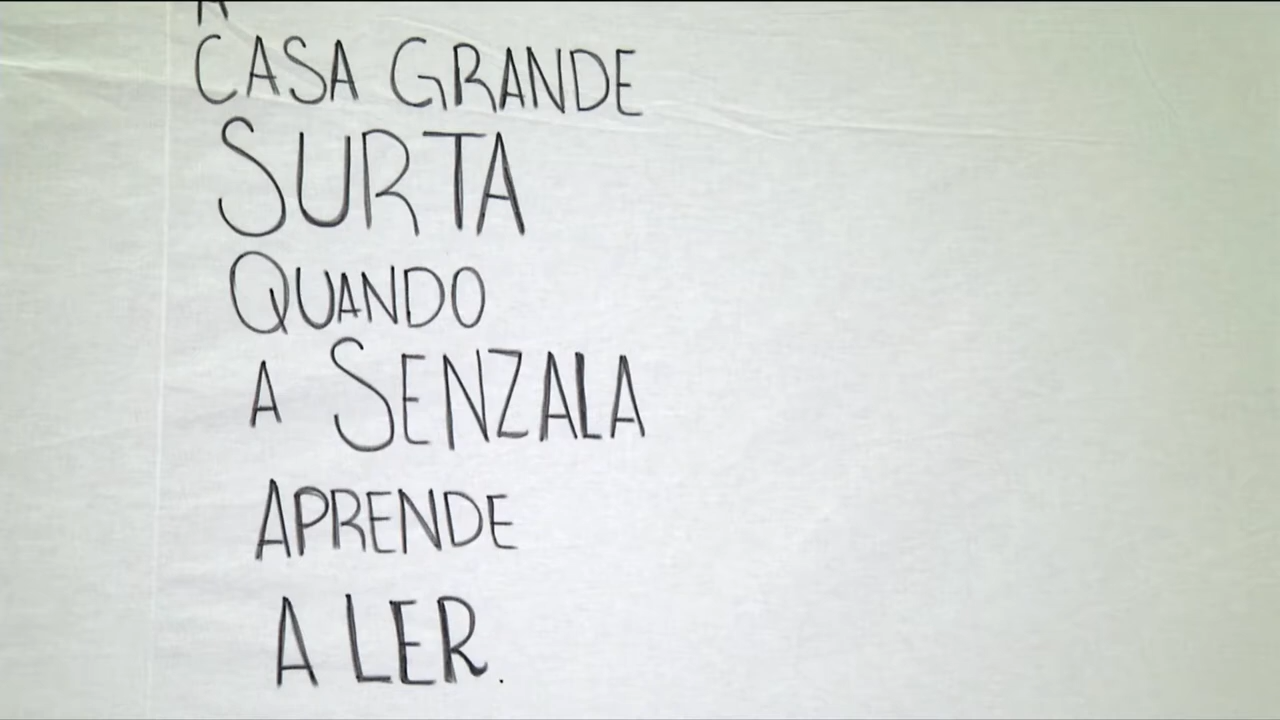 CASA GRANDE
SURTA
QUANDO
A SENZALA
APRENDE
A LER.